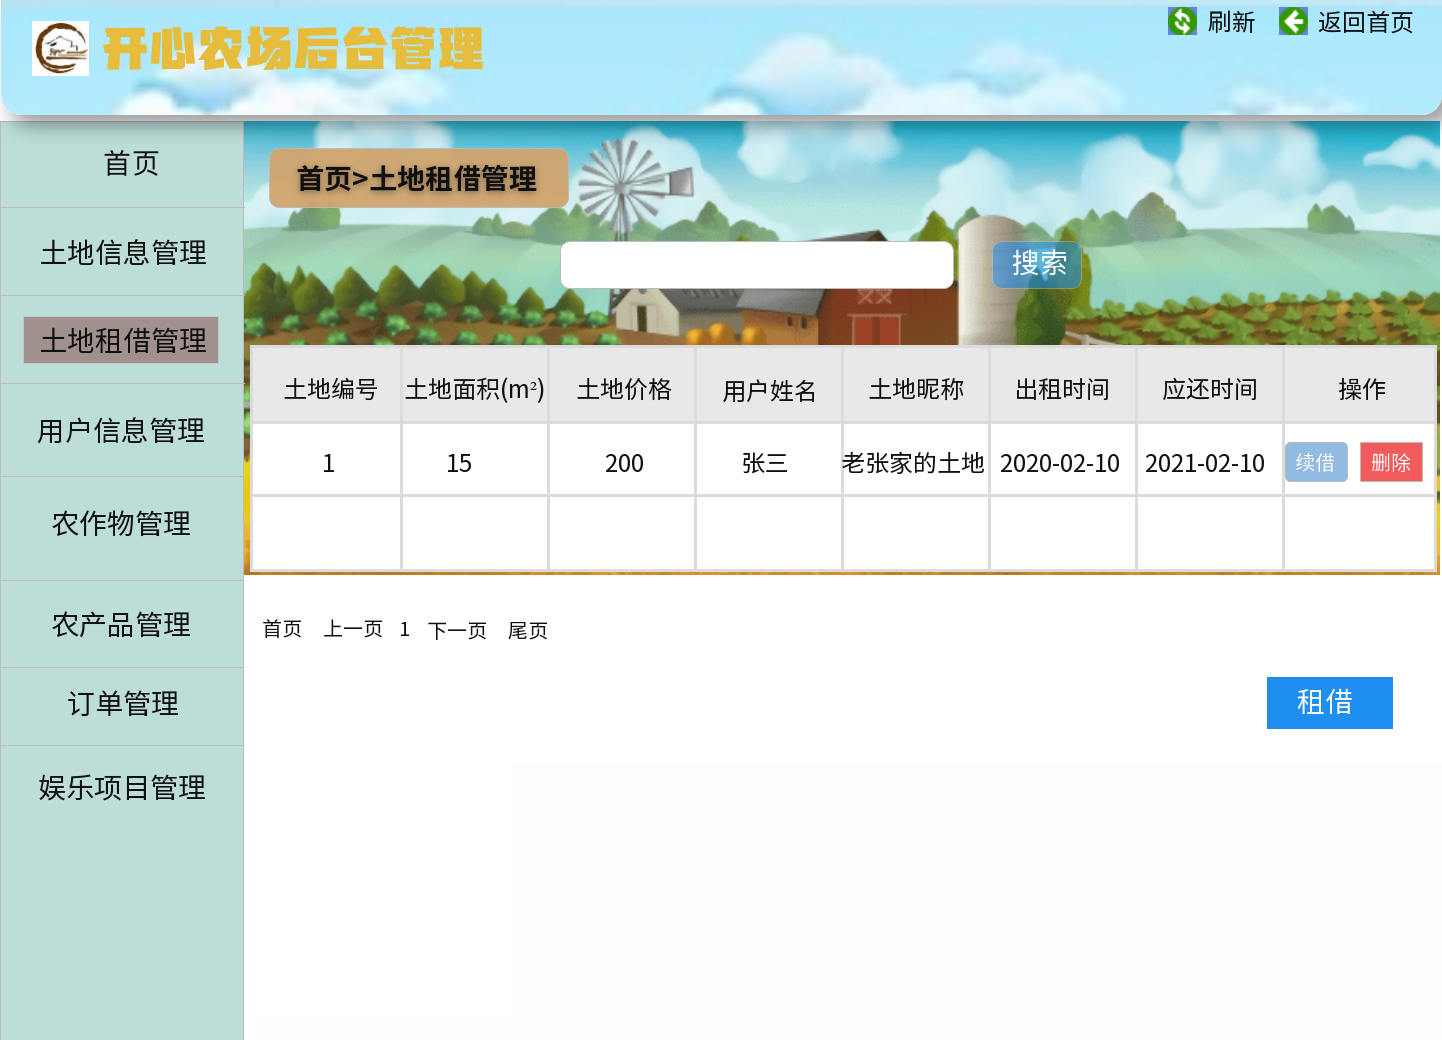 开心农场后台管理
刷新
返回首页
首页
土地信息管理
土地租借管理
用户信息管理
农作物管理
农产品管理
订单管理
娱乐项目管理
首页>土地租借管理
搜索
土地编号 土地面积(m²) 土地价格 用户姓名 土地昵称 出租时间 应还时间 操作
1 15 200 张三 老张家的土地 2020-02-10 2021-02-10 续借 删除
首页 上一页 1 下一页 尾页
租借